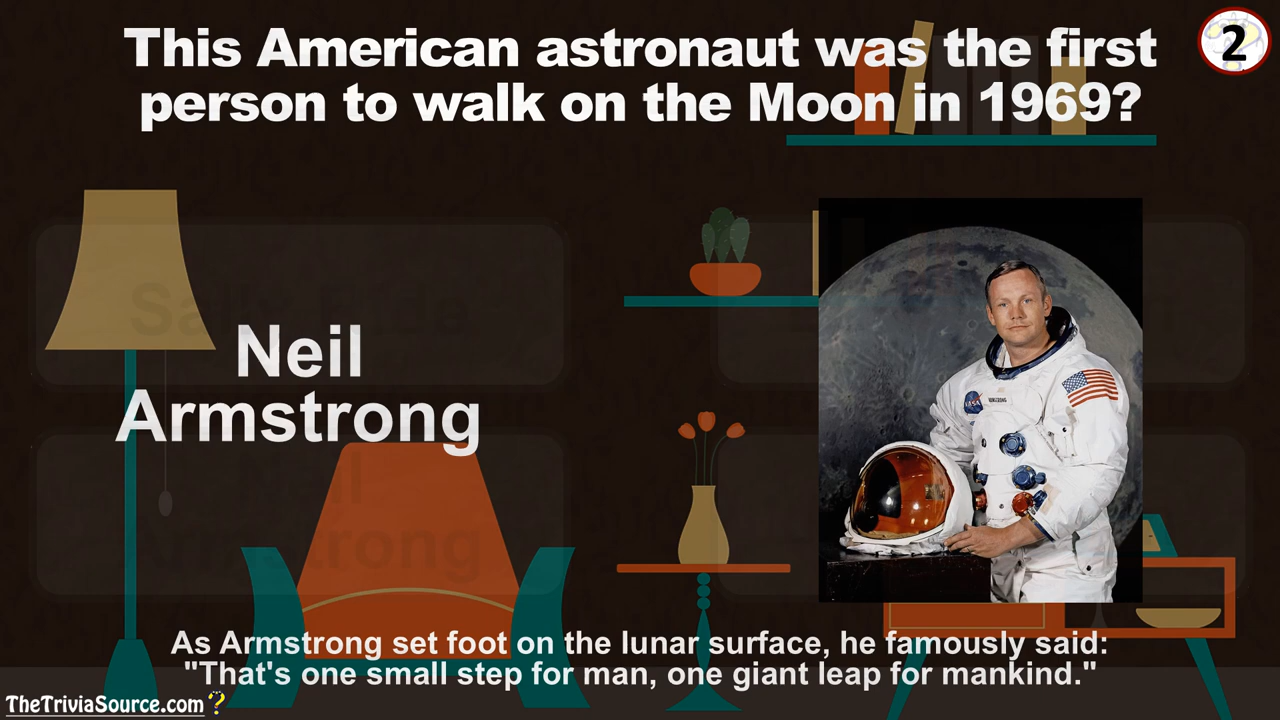 This American astronaut was the first
person to walk on the Moon in 1969?
2
Neil
Armstrong
NASA
As Armstrong set foot on the lunar surface, he famously said:
"That's one small step for man, one giant leap for mankind."
TheTriviaSource.com?